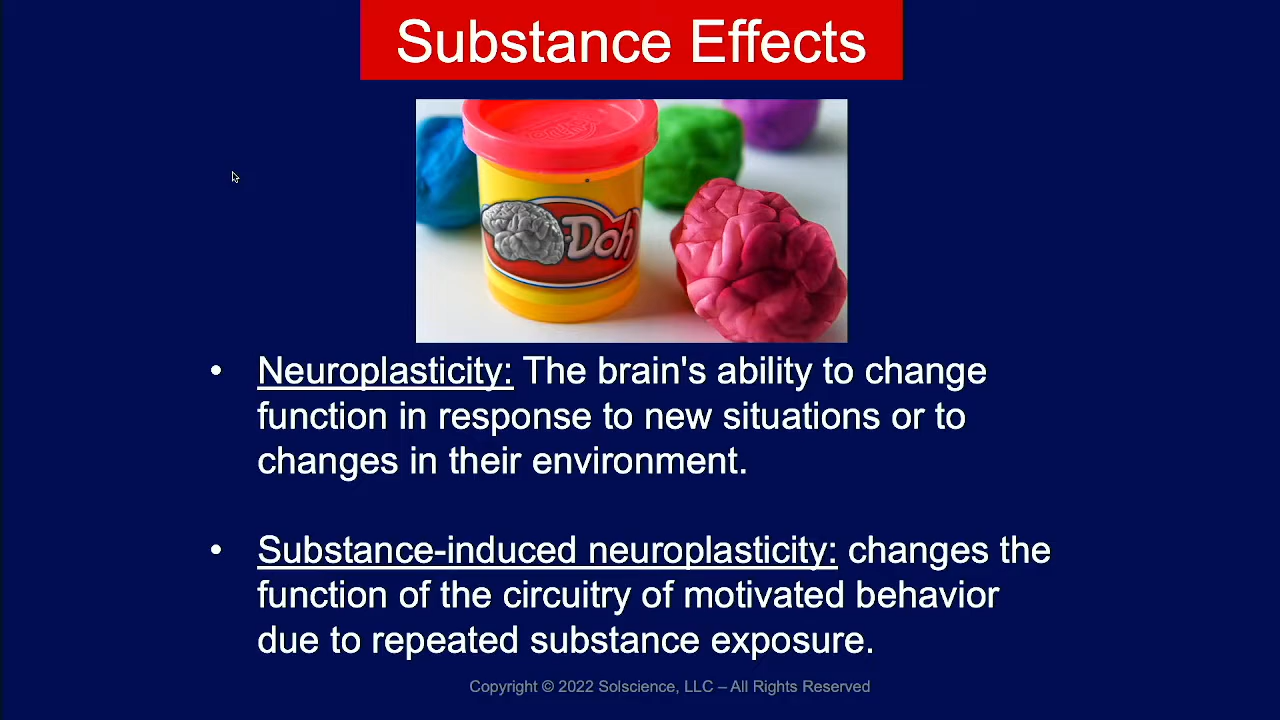 Substance Effects
Doh
• Neuroplasticity: The brain's ability to change
function in response to new situations or to
changes in their environment.
• Substance-induced neuroplasticity: changes the
function of the circuitry of motivated behavior
due to repeated substance exposure.
Copyright © 2022 Solscience, LLC – All Rights Reserved